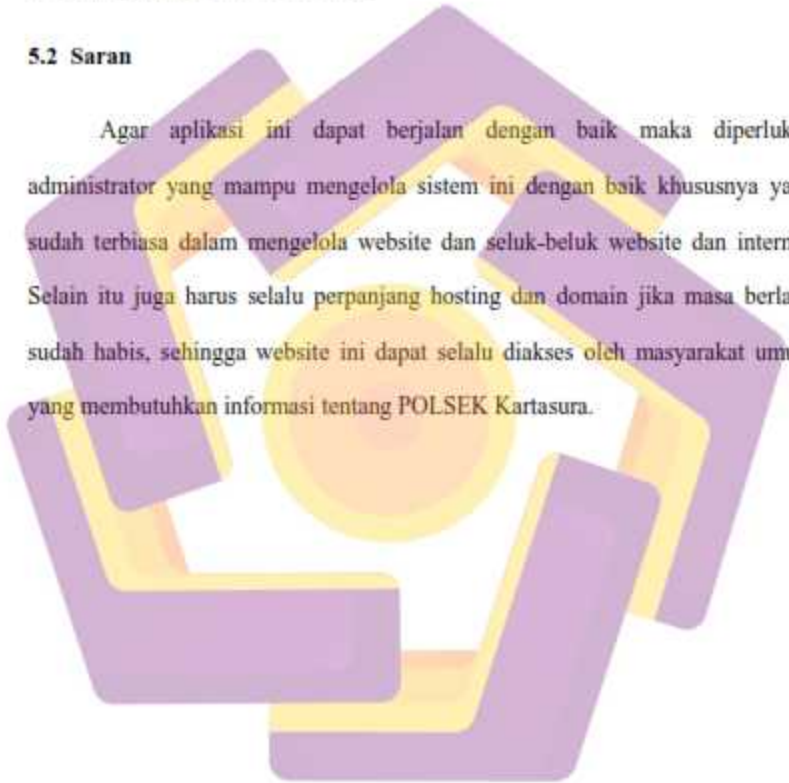 5.2 Saran
Agar aplikasi ini dapat berjalan dengan baik maka diperluk
administrator yang mampu mengelola sistem ini dengan baik khususnya ya
sudah terbiasa dalam mengelola website dan seluk-beluk website dan intern
Selain itu juga harus selalu perpanjang hosting dan domain jika masa berla
sudah habis, sehingga website ini dapat selalu diakses oleh masyarakat umu
yang membutuhkan informasi tentang POLSEK Kartasura.